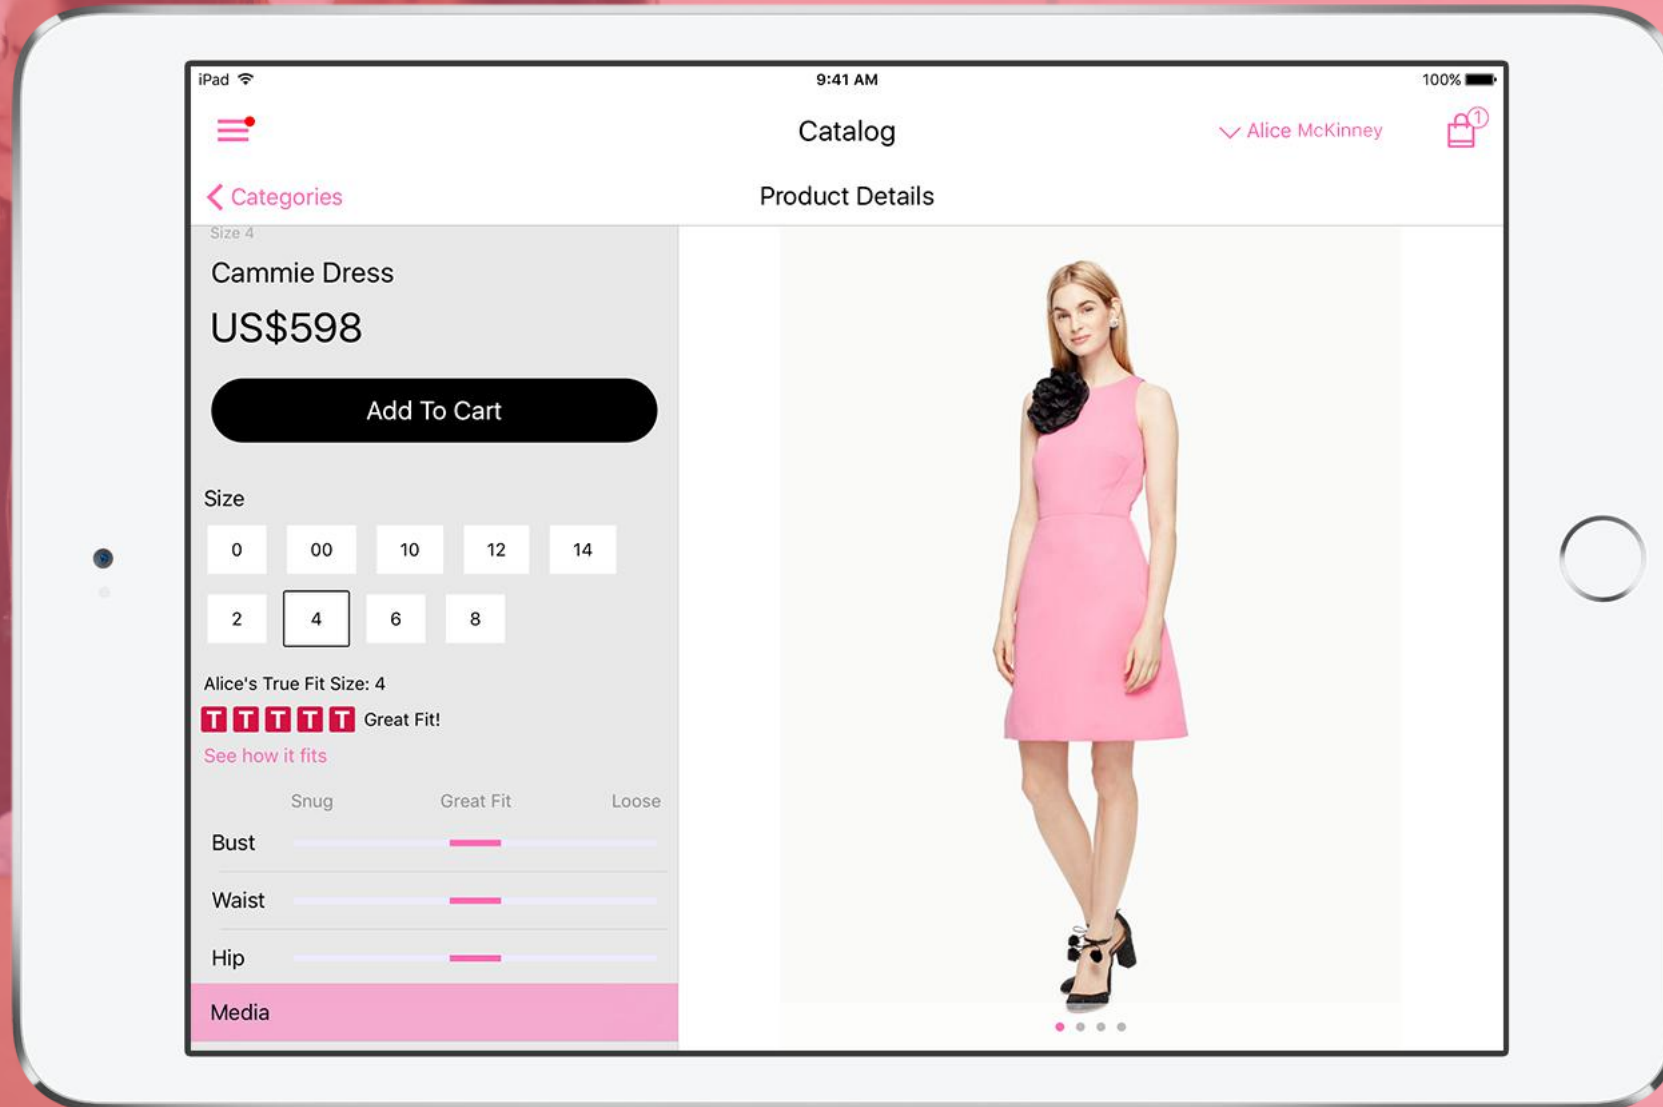 iPad 9:41 AM 100%
Catalog Alice McKinney 1
Categories Product Details
Size 4
Cammie Dress
US$598
Add To Cart
Size
0 00 10 12 14
2 4 6 8
Alice's True Fit Size: 4
T T T T T Great Fit!
See how it fits
Snug Great Fit Loose
Bust
Waist
Hip
Media